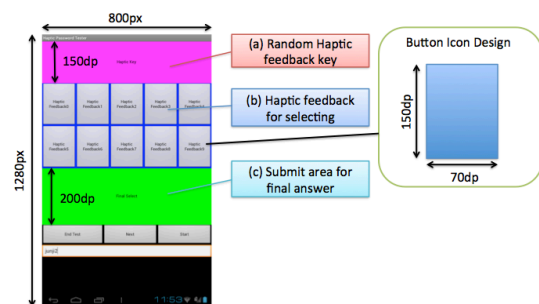 800px
Haptic Password Tester
150dp
Haptic Key
(a) Random Haptic
feedback key
Button Icon Design
Haptic
Feedback0
Haptic
Feedback1
Haptic
Feedback2
Haptic
Feedback3
Haptic
Feedback4
(b) Haptic feedback
for selecting
150dp
1280px
Haptic
Feedback5
Haptic
Feedback6
Haptic
Feedback7
Haptic
Feedback8
Haptic
Feedback9
(c) Submit area for
final answer
70dp
200dp
Final Select
End Test
Next
Start
junji2
11:53